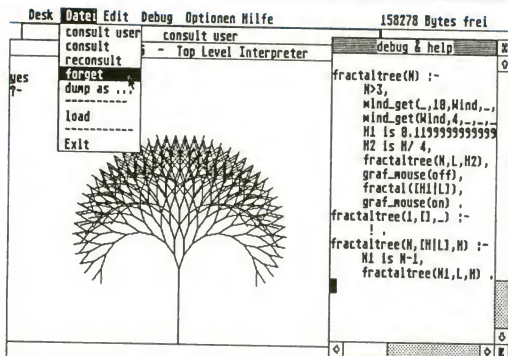 Desk Datei Edit Debug Optionen Hilfe 158278 Bytes frei
consult user
consult
reconsult
forget
dump as ...
----------
load
----------
Exit
consult user
- Top Level Interpreter
yes
?-
debug & help
fractaltree(N) :-
N>3,
wind_get(_,10,Wind,_,
wind_get(Wind,4,_,_,_
H1 is 0.1199999999999
H2 is H/ 4,
fractaltree(N,L,H2),
graf_mouse(off),
fractal([H1|L]),
graf_mouse(on) .
fractaltree(1,[],_) :-
! .
fractaltree(N,[H|L],H) :-
N1 is N-1,
fractaltree(N1,L,H) .